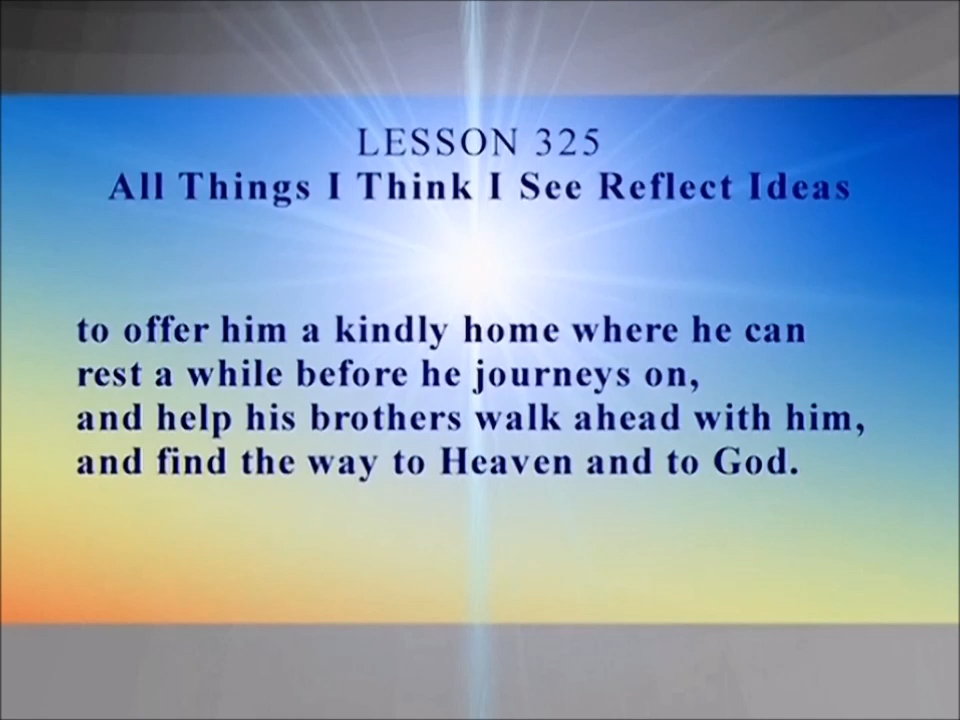 LESSON 325
All Things I Think I See Reflect Ideas
to offer him a kindly home where he can
rest a while before he journeys on,
and help his brothers walk ahead with him,
and find the way to Heaven and to God.